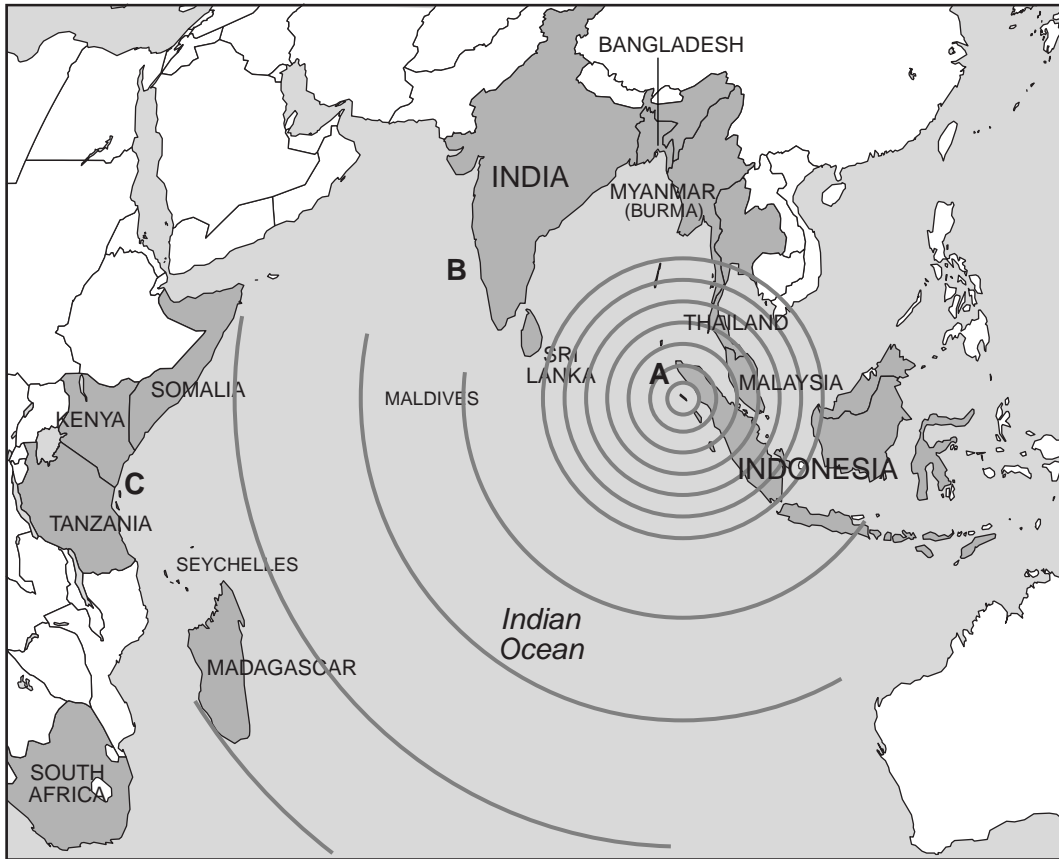 BANGLADESH
INDIA
MYANMAR
(BURMA)
B
THAILAND
SRI
LANKA
A
MALAYSIA
SOMALIA
MALDIVES
KENYA
INDONESIA
C
TANZANIA
SEYCHELLES
Indian
Ocean
MADAGASCAR
SOUTH
AFRICA